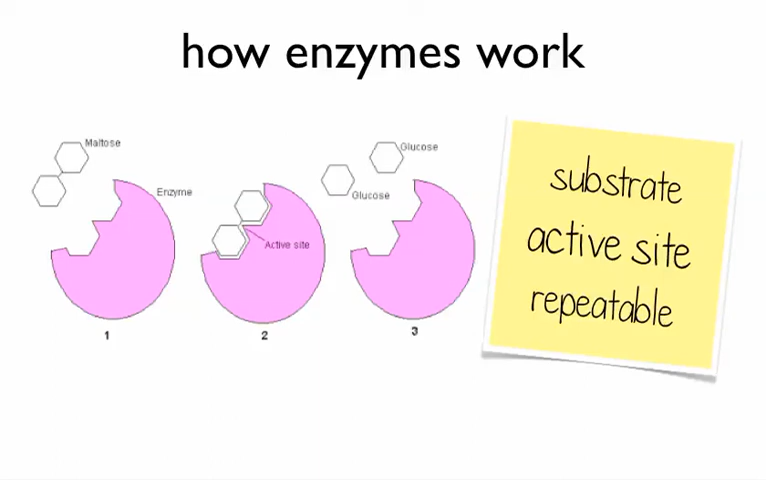 how enzymes work
Maltose
Enzyme
1
Active site
2
Glucose
Glucose
3
substrate
active site
repeatable